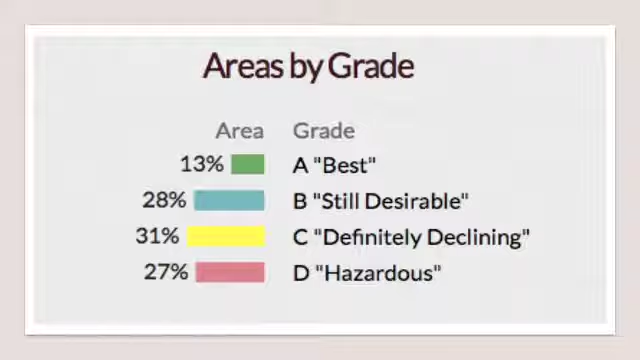 Areas by Grade
Area Grade
13% A "Best"
28% B "Still Desirable"
31% C "Definitely Declining"
27% D "Hazardous"